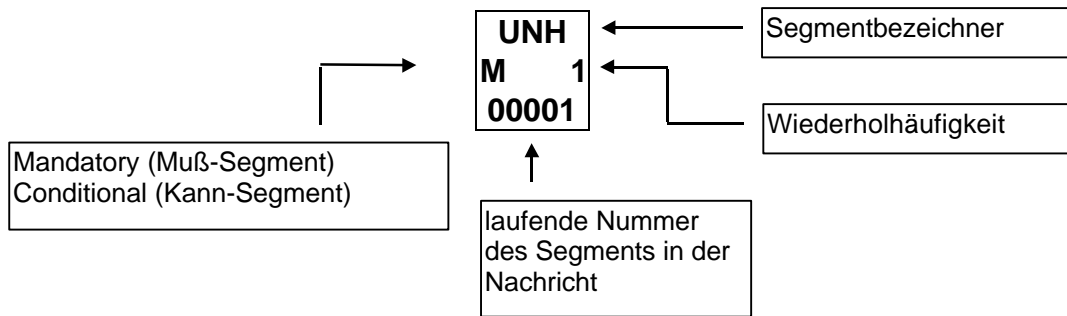 UNH
M 1
00001
Segmentbezeichner
Wiederholhäufigkeit
Mandatory (Muß-Segment)
Conditional (Kann-Segment)
laufende Nummer
des Segments in der
Nachricht